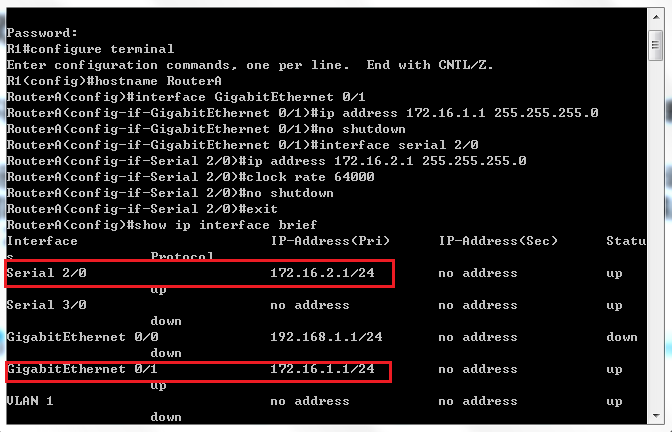 Password:
R1#configure terminal
Enter configuration commands, one per line.  End with CNTL/Z.
R1(config)#hostname RouterA
RouterA(config)#interface GigabitEthernet 0/1
RouterA(config-if-GigabitEthernet 0/1)#ip address 172.16.1.1 255.255.255.0
RouterA(config-if-GigabitEthernet 0/1)#no shutdown
RouterA(config-if-GigabitEthernet 0/1)#interface serial 2/0
RouterA(config-if-Serial 2/0)#ip address 172.16.2.1 255.255.255.0
RouterA(config-if-Serial 2/0)#clock rate 64000
RouterA(config-if-Serial 2/0)#no shutdown
RouterA(config-if-Serial 2/0)#exit
RouterA(config)#show ip interface brief
Interface                        IP-Address(Pri)      IP-Address(Sec)      Statu
s                 Protocol
Serial 2/0                       172.16.2.1/24        no address           up
                  up
Serial 3/0                       no address           no address           up
                  down
GigabitEthernet 0/0              192.168.1.1/24       no address           down
                  down
GigabitEthernet 0/1              172.16.1.1/24        no address           up
                  up
VLAN 1                           no address           no address           up
                  down